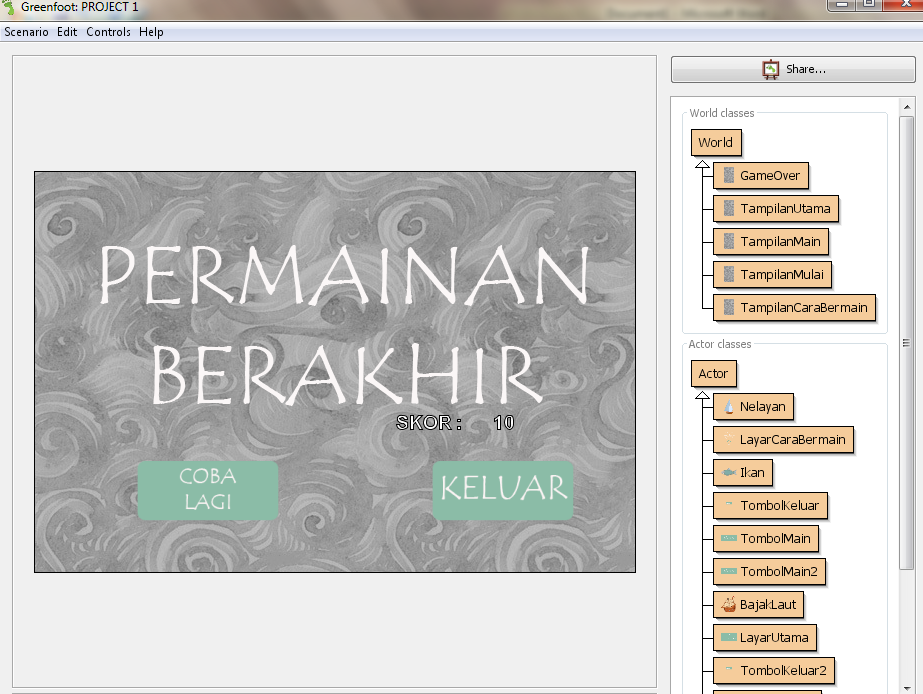 Greenfoot: PROJECT 1
Scenario Edit Controls Help
Share...
PERMAINAN
BERAKHIR
SKOR: 10
COBA
LAGI
KELUAR
World classes
World
GameOver
TampilanUtama
TampilanMain
TampilanMulai
TampilanCaraBermain
Actor classes
Actor
Nelayan
LayarCaraBermain
Ikan
TombolKeluar
TombolMain
TombolMain2
BajakLaut
LayarUtama
TombolKeluar2